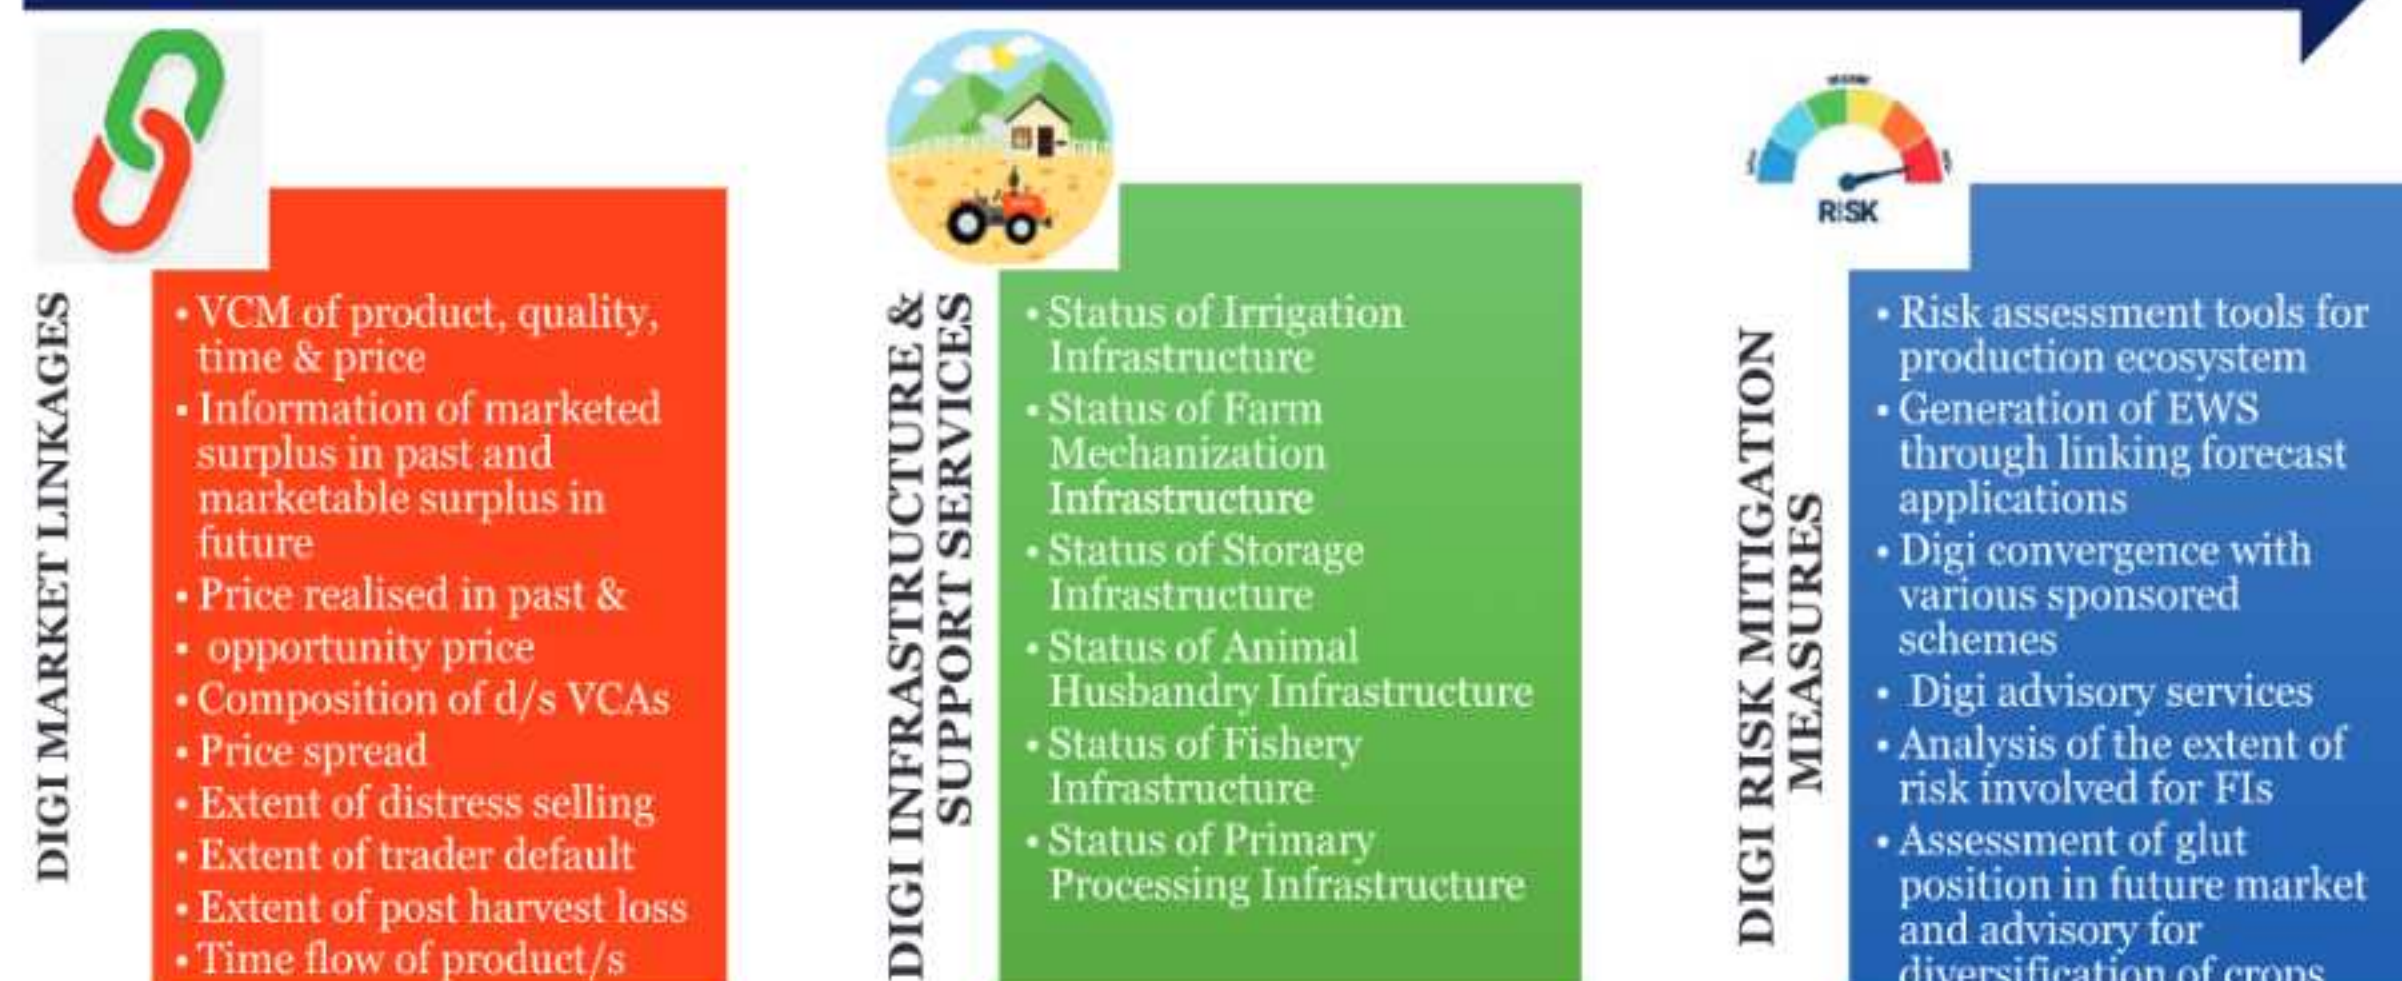 DIGI MARKET LINKAGES
• VCM of product, quality,
time & price
• Information of marketed
surplus in past and
marketable surplus in
future
• Price realised in past &
• opportunity price
• Composition of d/s VCAs
• Price spread
• Extent of distress selling
• Extent of trader default
• Extent of post harvest loss
• Time flow of product/s
DIGI INFRASTRUCTURE &
SUPPORT SERVICES
• Status of Irrigation
Infrastructure
• Status of Farm
Mechanization
Infrastructure
• Status of Storage
Infrastructure
• Status of Animal
Husbandry Infrastructure
• Status of Fishery
Infrastructure
• Status of Primary
Processing Infrastructure
RISK
DIGI RISK MITIGATION
MEASURES
• Risk assessment tools for
production ecosystem
• Generation of EWS
through linking forecast
applications
• Digi convergence with
various sponsored
schemes
• Digi advisory services
• Analysis of the extent of
risk involved for FIs
• Assessment of glut
position in future market
and advisory for
diversification of crops